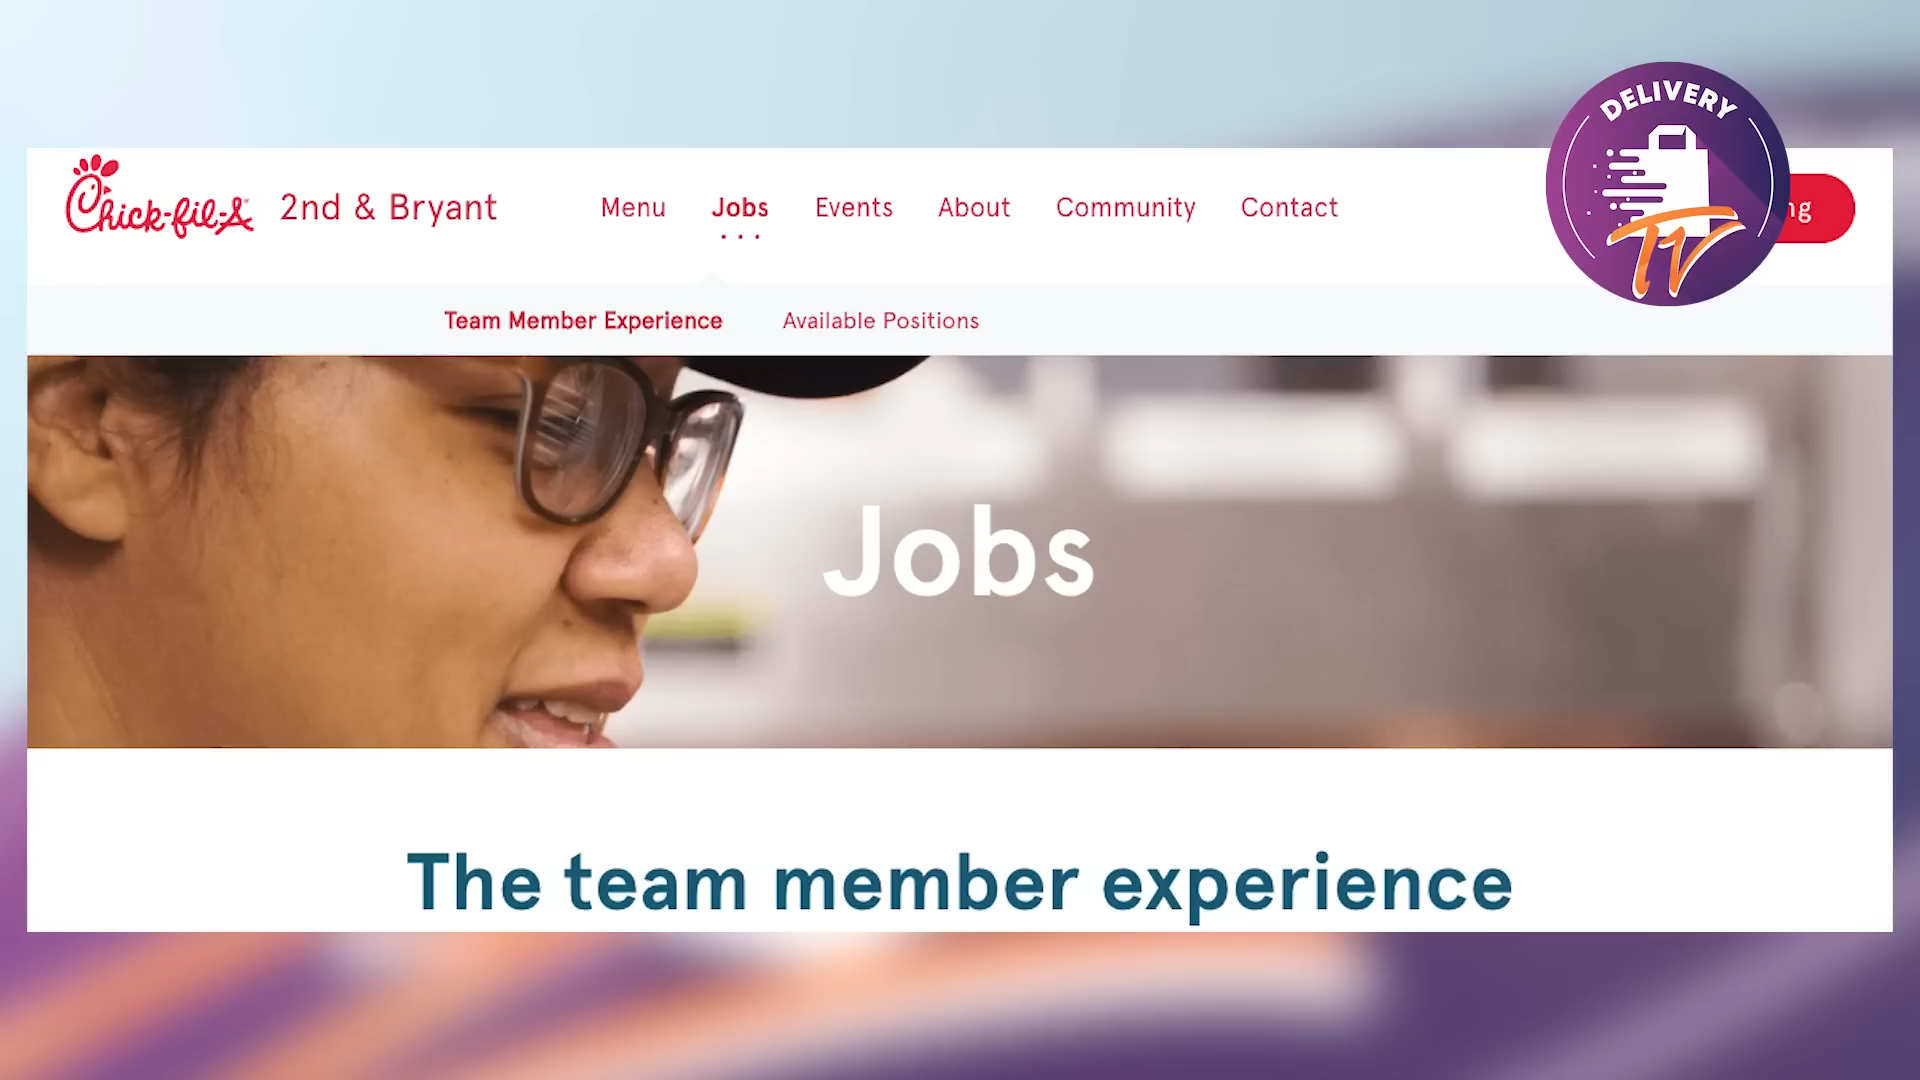 DELIVERY
TV
Chick-fil-A
2nd & Bryant
Menu
Jobs
Events
About
Community
Contact
Team Member Experience
Available Positions
Jobs
The team member experience